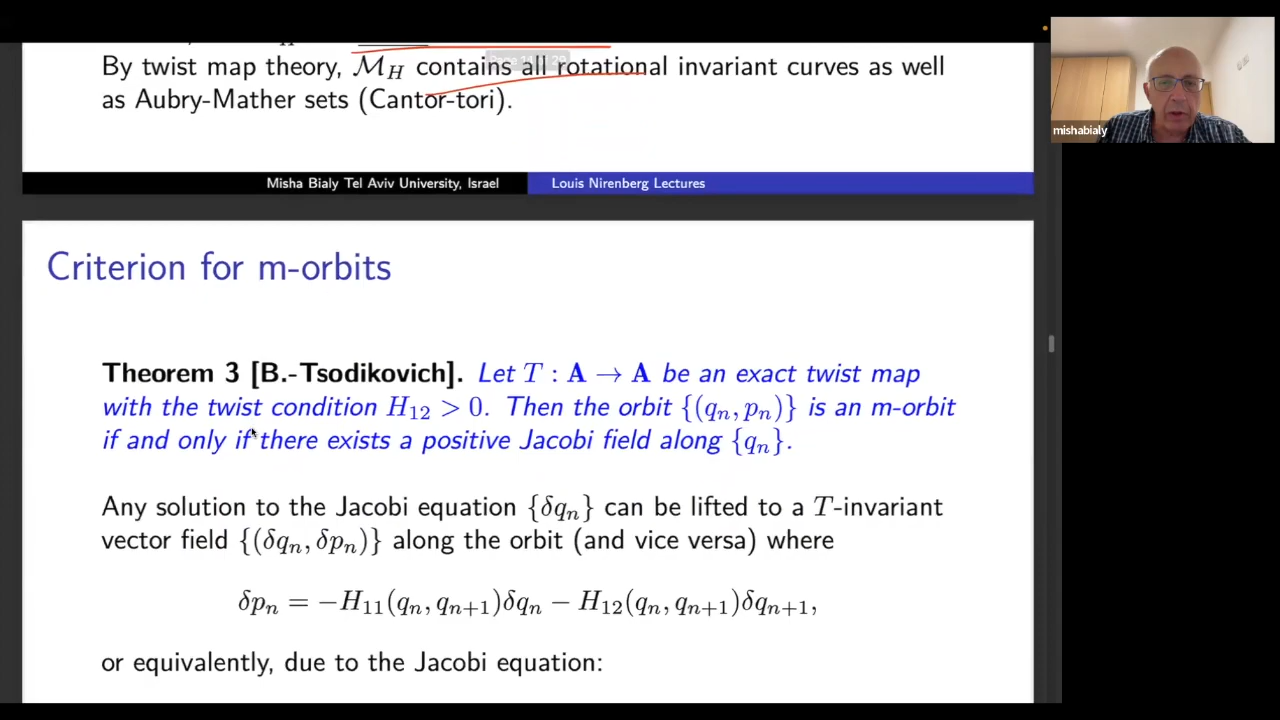 By twist map theory, $\mathcal{M}_H$ contains all rotational invariant curves as well
as Aubry-Mather sets (Cantor-tori).
mishabialy
Misha Bialy Tel Aviv University, Israel Louis Nirenberg Lectures
Criterion for m-orbits
Theorem 3 [B.-Tsodikovich]. Let $T : \mathbf{A} \to \mathbf{A}$ be an exact twist map
with the twist condition $H_{12} > 0$. Then the orbit $\{(q_n, p_n)\}$ is an m-orbit
if and only if there exists a positive Jacobi field along $\{q_n\}$.
Any solution to the Jacobi equation $\{\delta q_n\}$ can be lifted to a $T$-invariant
vector field $\{(\delta q_n, \delta p_n)\}$ along the orbit (and vice versa) where
$\delta p_n = -H_{11}(q_n, q_{n+1})\delta q_n - H_{12}(q_n, q_{n+1})\delta q_{n+1},$
or equivalently, due to the Jacobi equation: